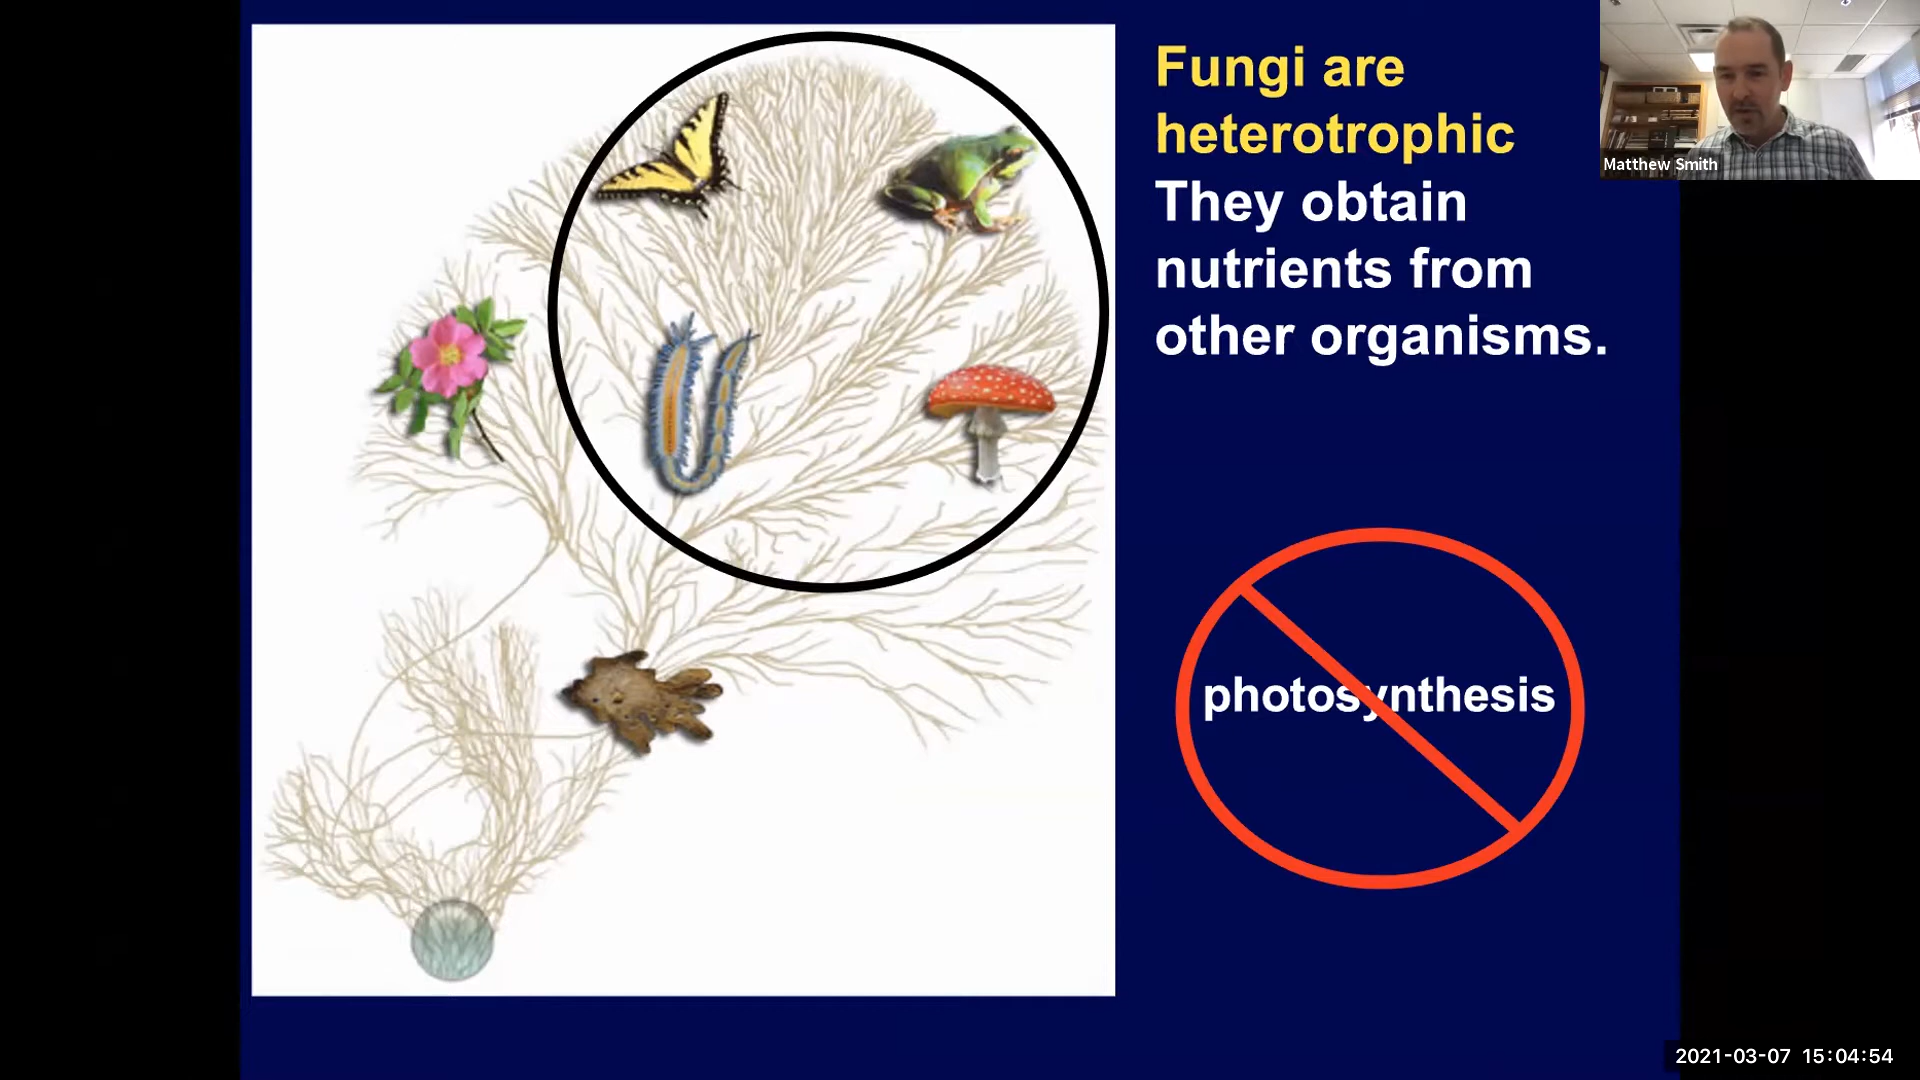 Fungi are
heterotrophic
They obtain
nutrients from
other organisms.
Matthew Smith
photosynthesis
2021-03-07 15:04:54